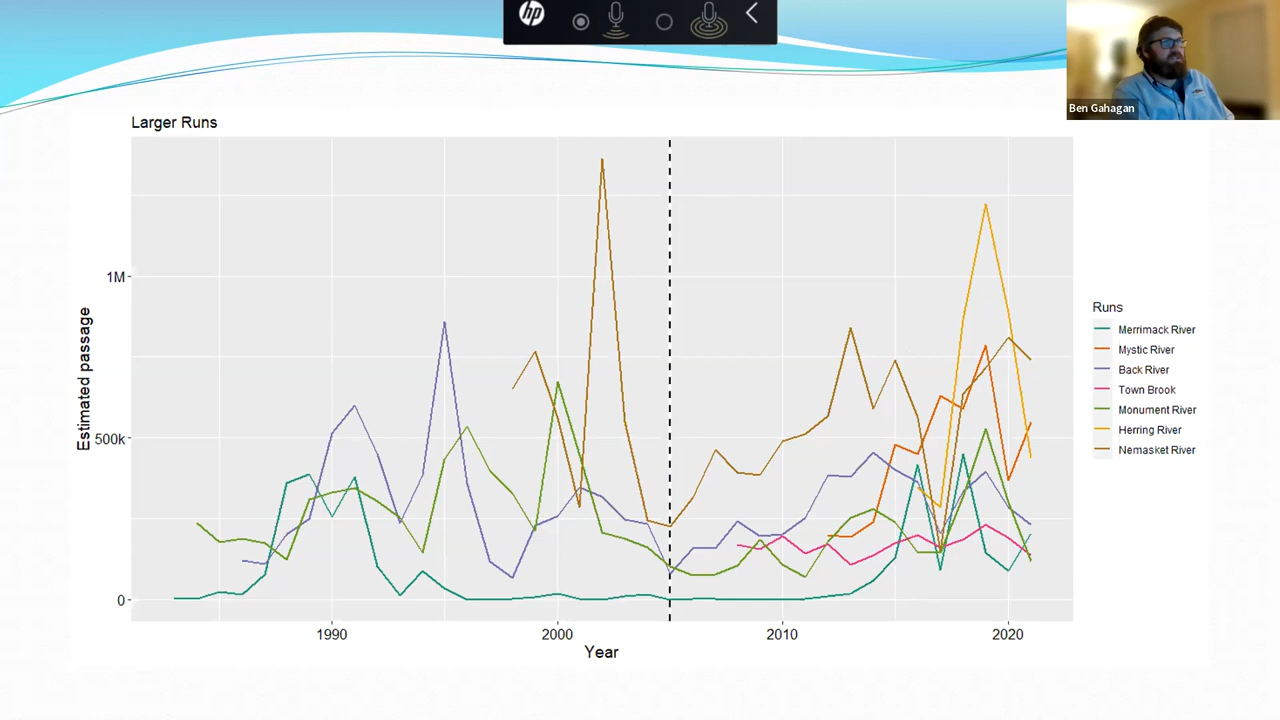 hp
Ben Gahagan
Larger Runs
Estimated passage
1M
500k
0
1990
2000
2010
2020
Year
Runs
Merrimack River
Mystic River
Back River
Town Brook
Monument River
Herring River
Nemasket River